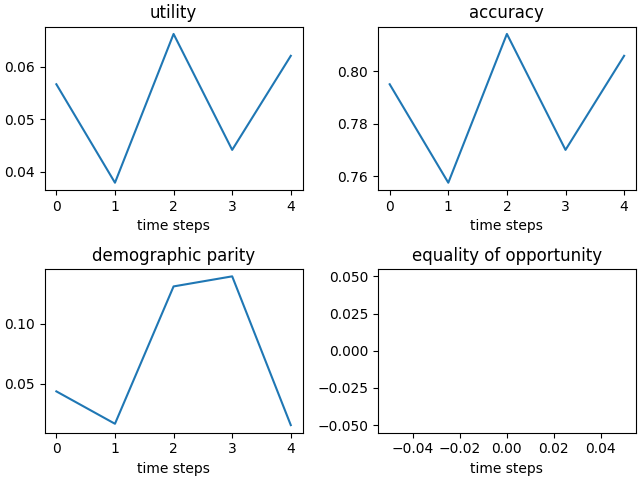 utility
0.06
0.05
0.04
0 1 2 3 4
time steps
accuracy
0.80
0.78
0.76
0 1 2 3 4
time steps
demographic parity
0.10
0.05
0 1 2 3 4
time steps
equality of opportunity
0.050
0.025
0.000
−0.025
−0.050
−0.04 −0.02 0.00 0.02 0.04
time steps